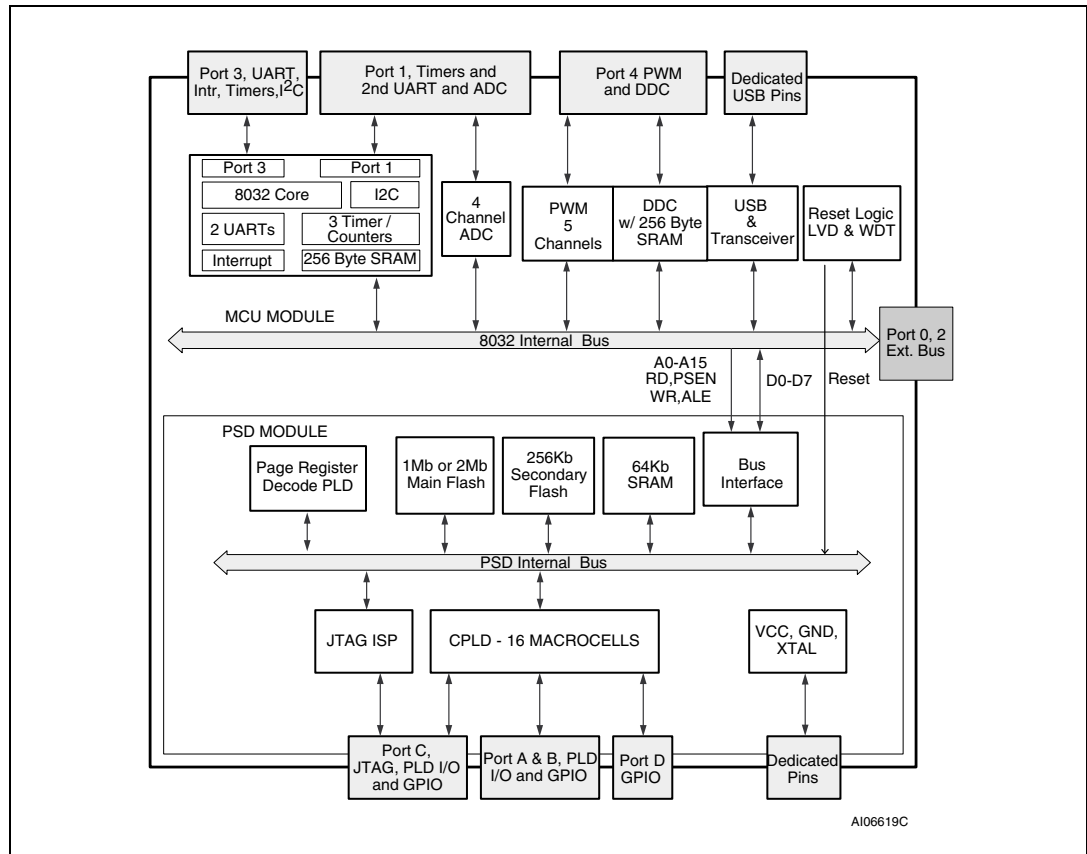 Port 3, UART,
Intr, Timers,I2C
Port 1, Timers and
2nd UART and ADC
Port 4 PWM
and DDC
Dedicated
USB Pins
Port 3
Port 1
8032 Core
I2C
2 UARTs
3 Timer /
Counters
Interrupt
256 Byte SRAM
4
Channel
ADC
PWM
5
Channels
DDC
w/ 256 Byte
SRAM
USB
&
Transceiver
Reset Logic
LVD & WDT
MCU MODULE
8032 Internal Bus
Port 0, 2
Ext. Bus
A0-A15
RD,PSEN
WR,ALE
D0-D7
Reset
PSD MODULE
Page Register
Decode PLD
1Mb or 2Mb
Main Flash
256Kb
Secondary
Flash
64Kb
SRAM
Bus
Interface
PSD Internal Bus
JTAG ISP
CPLD - 16 MACROCELLS
VCC, GND,
XTAL
Port C,
JTAG, PLD I/O
and GPIO
Port A & B, PLD
I/O and GPIO
Port D
GPIO
Dedicated
Pins
AI06619C